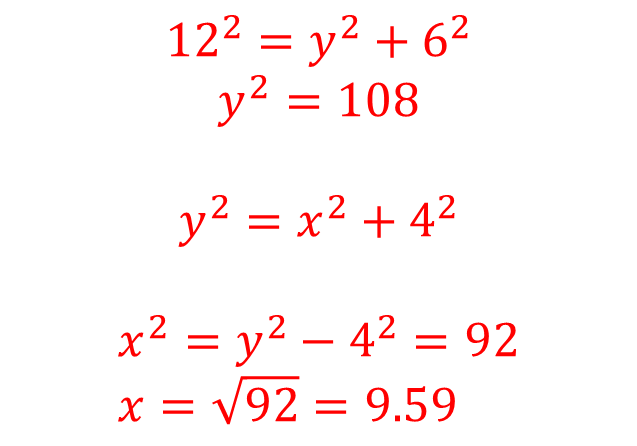 12² = y² + 6²
y² = 108
y² = x² + 4²
x² = y² − 4² = 92
x = √92 = 9.59